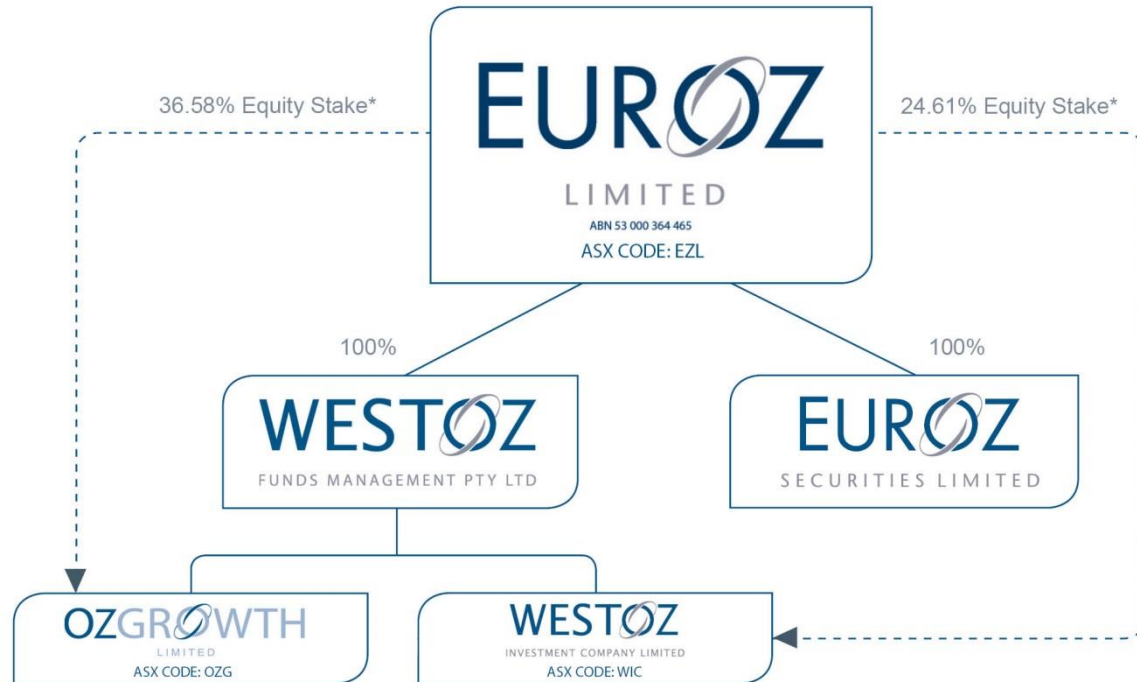 36.58% Equity Stake*
24.61% Equity Stake*
EUROZ
LIMITED
ABN 53 000 364 465
ASX CODE: EZL
100%
100%
WESTOZ
FUNDS MANAGEMENT PTY LTD
EUROZ
SECURITIES LIMITED
OZGROWTH
LIMITED
ASX CODE: OZG
WESTOZ
INVESTMENT COMPANY LIMITED
ASX CODE: WIC